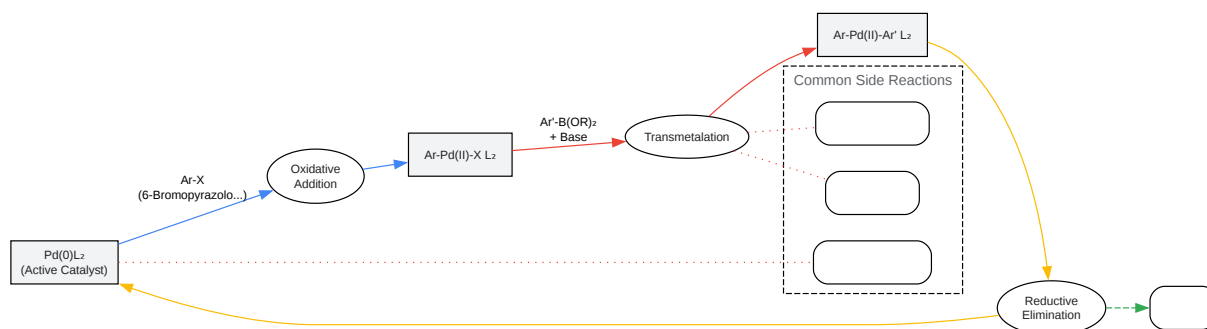 Ar-Pd(II)-Ar' L₂
Common Side Reactions
Ar'-B(OR)₂
+ Base
Transmetalation
Ar-Pd(II)-X L₂
Oxidative
Addition
Ar-X
(6-Bromopyrazolo...)
Pd(0)L₂
(Active Catalyst)
Reductive
Elimination